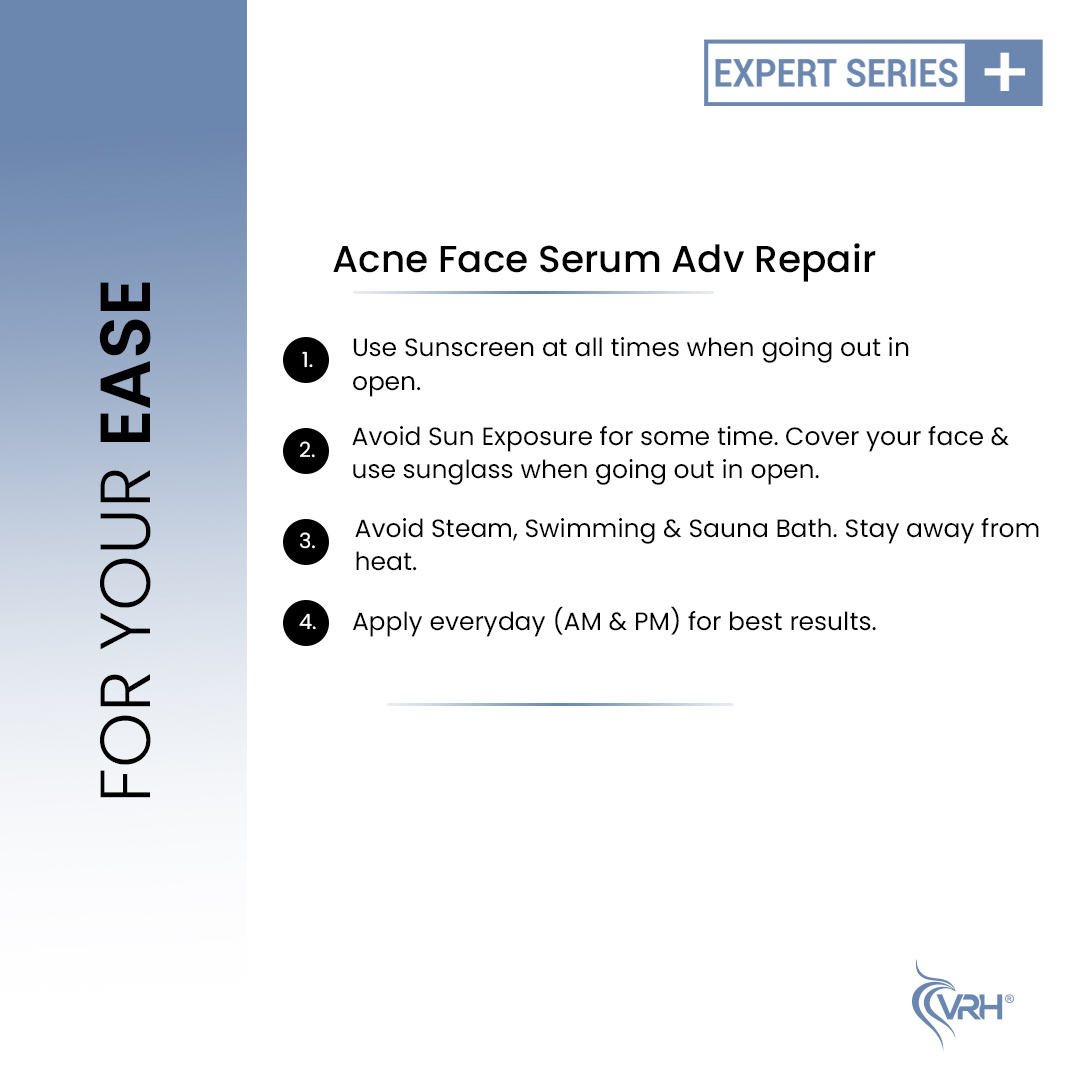 EXPERT SERIES +
FOR YOUR EASE
Acne Face Serum Adv Repair
1. Use Sunscreen at all times when going out in
open.
2. Avoid Sun Exposure for some time. Cover your face &
use sunglass when going out in open.
3. Avoid Steam, Swimming & Sauna Bath. Stay away from
heat.
4. Apply everyday (AM & PM) for best results.
VRH®